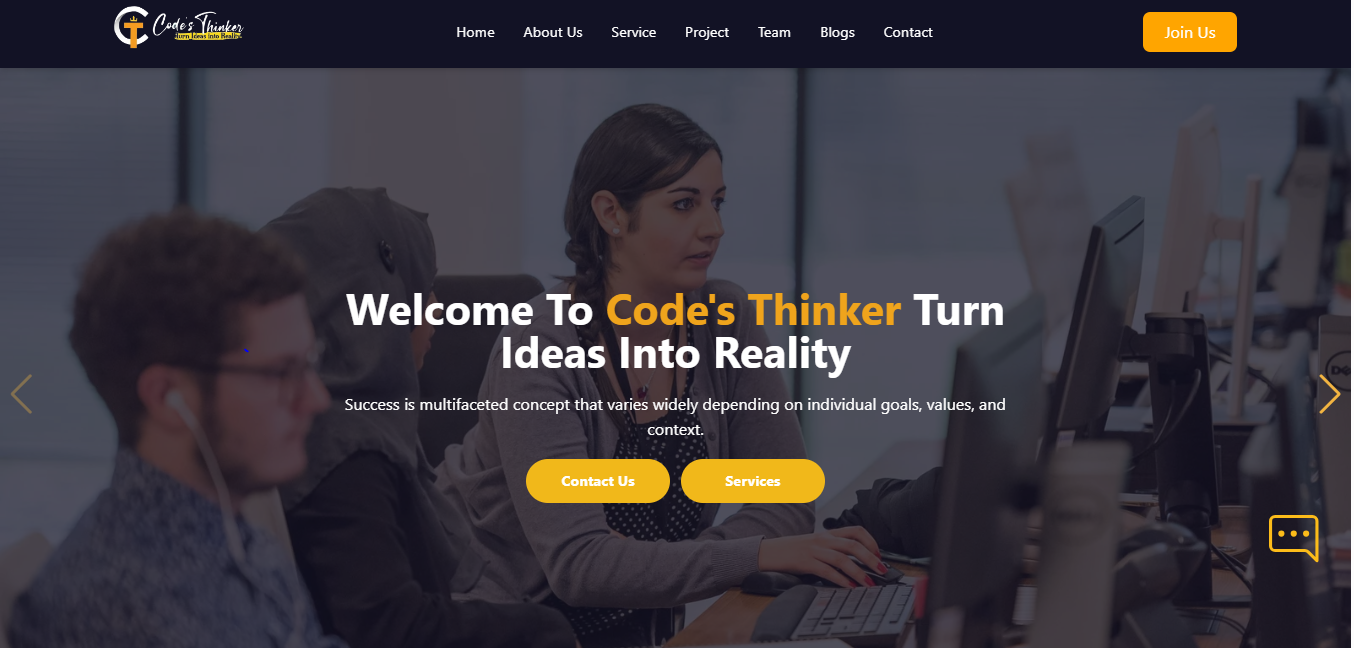 Code's Thinker
Turn Ideas into Reality.
Home About Us Service Project Team Blogs Contact
Join Us
Welcome To Code's Thinker Turn
Ideas Into Reality
Success is multifaceted concept that varies widely depending on individual goals, values, and
context.
Contact Us Services